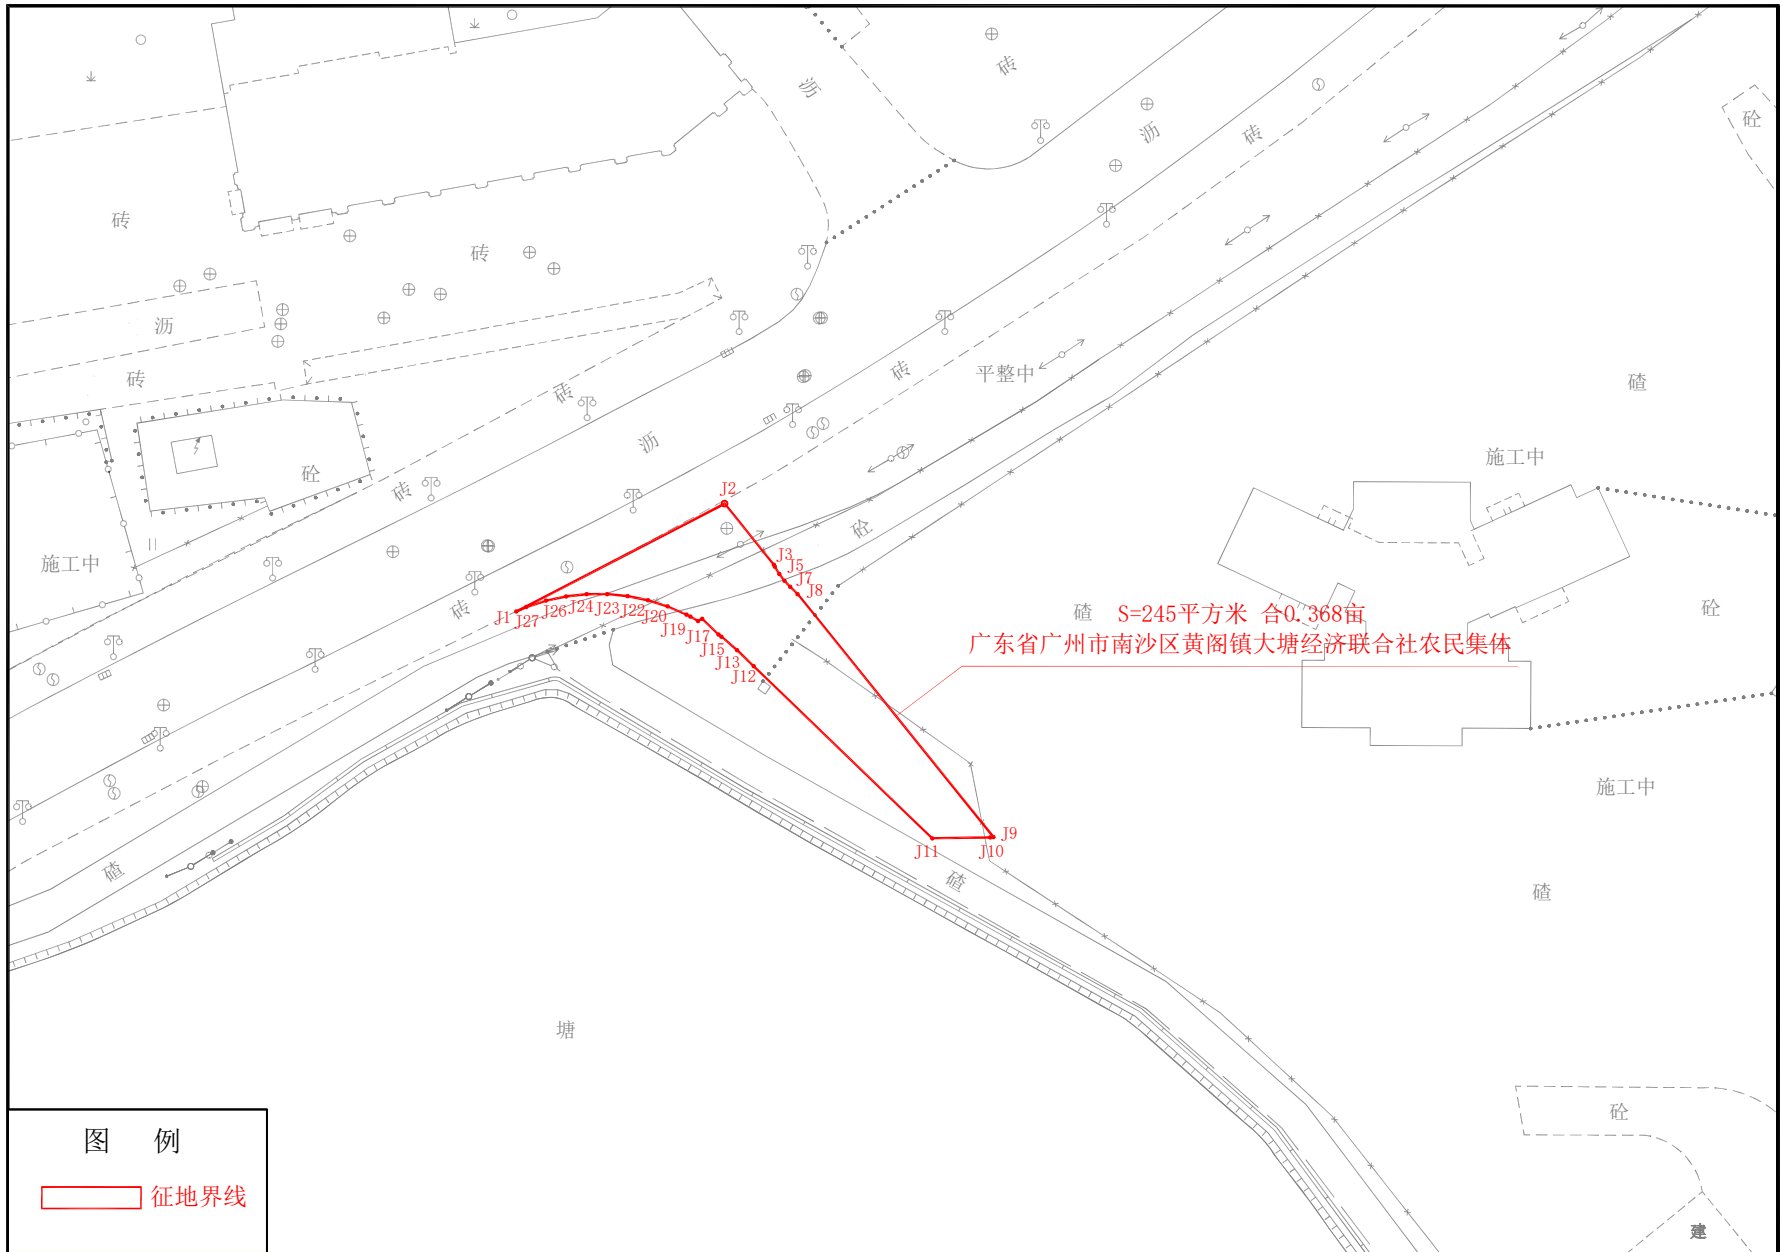 砖
沥
砼
沥
砖
砖
砖
沥
砖
平整中
砖
砖
碴
沥
施工中
砼
砖
J2
砼
施工中
J3
J5
J7
J8
砖
J1
J27
J26
J24
J23
J22
J20
J19
J17
J15
J13
J12
碴
S=245平方米 合0.368亩
砼
广东省广州市南沙区黄阁镇大塘经济联合社农民集体
施工中
J9
J10
J11
碴
碴
碴
塘
砼
图 例
征地界线
建